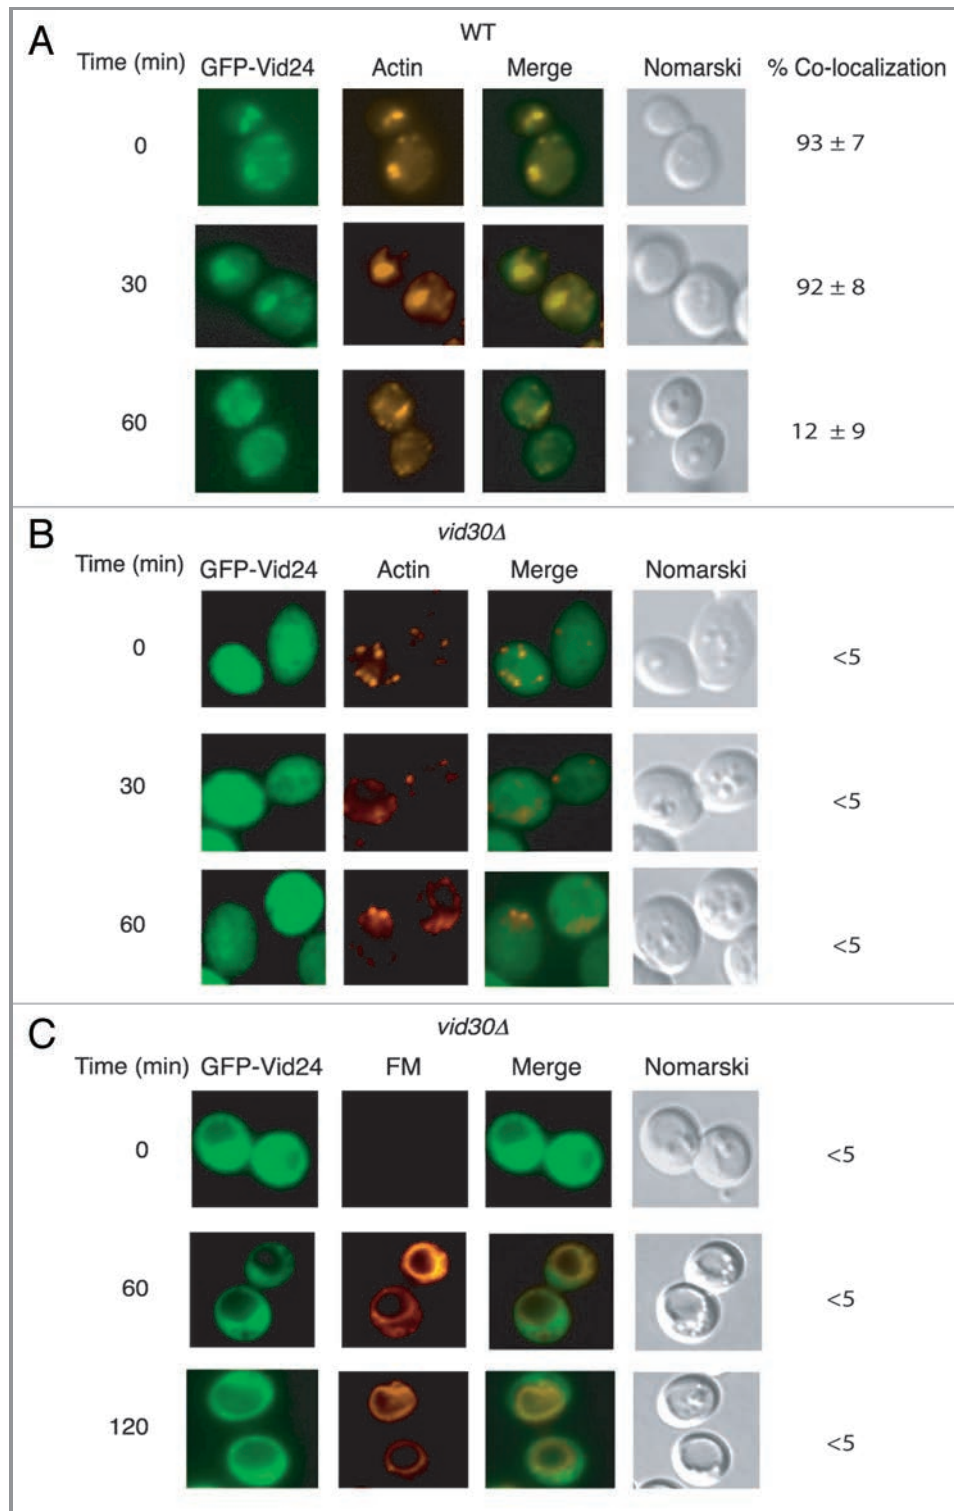 A
WT
Time (min) GFP-Vid24 Actin Merge Nomarski % Co-localization
0 93 ± 7
30 92 ± 8
60 12 ± 9
B
vid30Δ
Time (min) GFP-Vid24 Actin Merge Nomarski
0 <5
30 <5
60 <5
C
vid30Δ
Time (min) GFP-Vid24 FM Merge Nomarski
0 <5
60 <5
120 <5